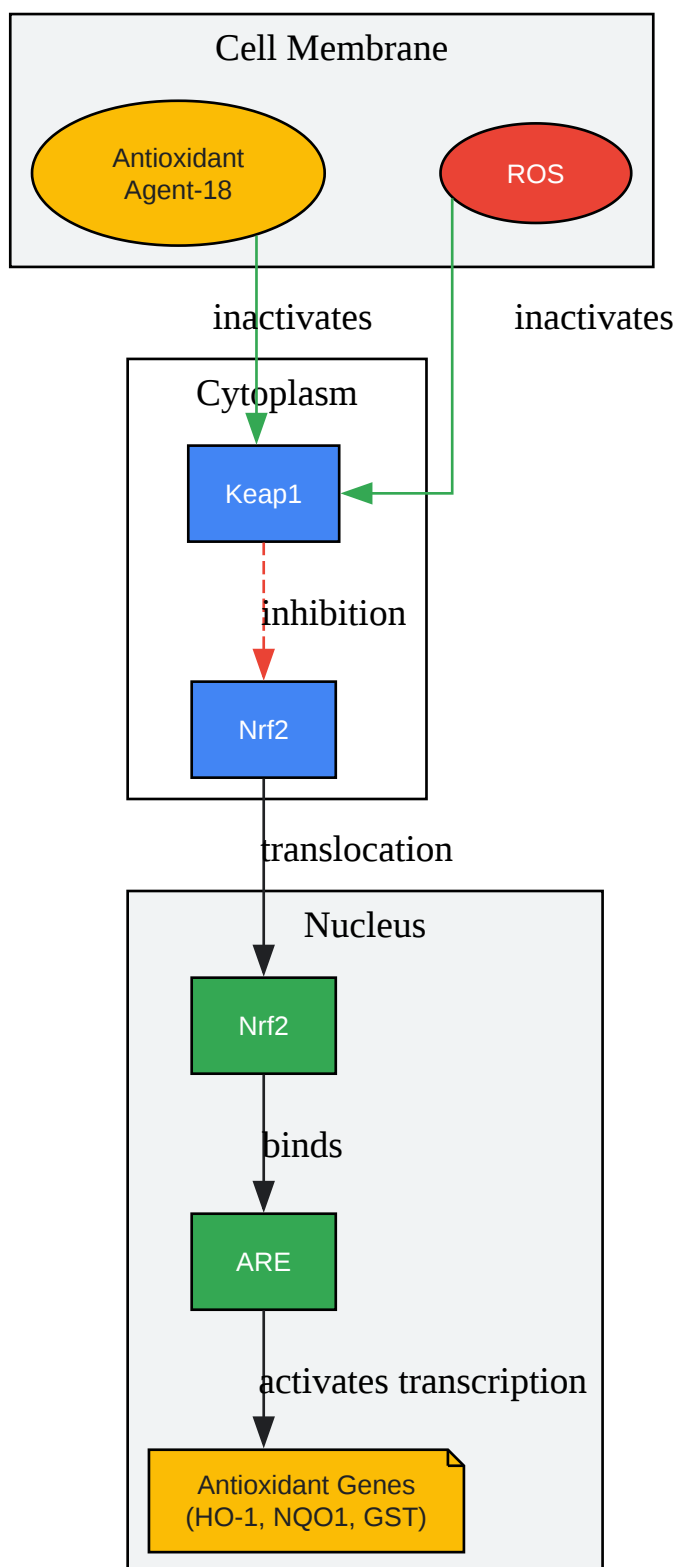 Cell Membrane
Antioxidant
Agent-18
ROS
inactivates
inactivates
Cytoplasm
Keap1
inhibition
Nrf2
translocation
Nucleus
Nrf2
binds
ARE
activates transcription
Antioxidant Genes
(HO-1, NQO1, GST)